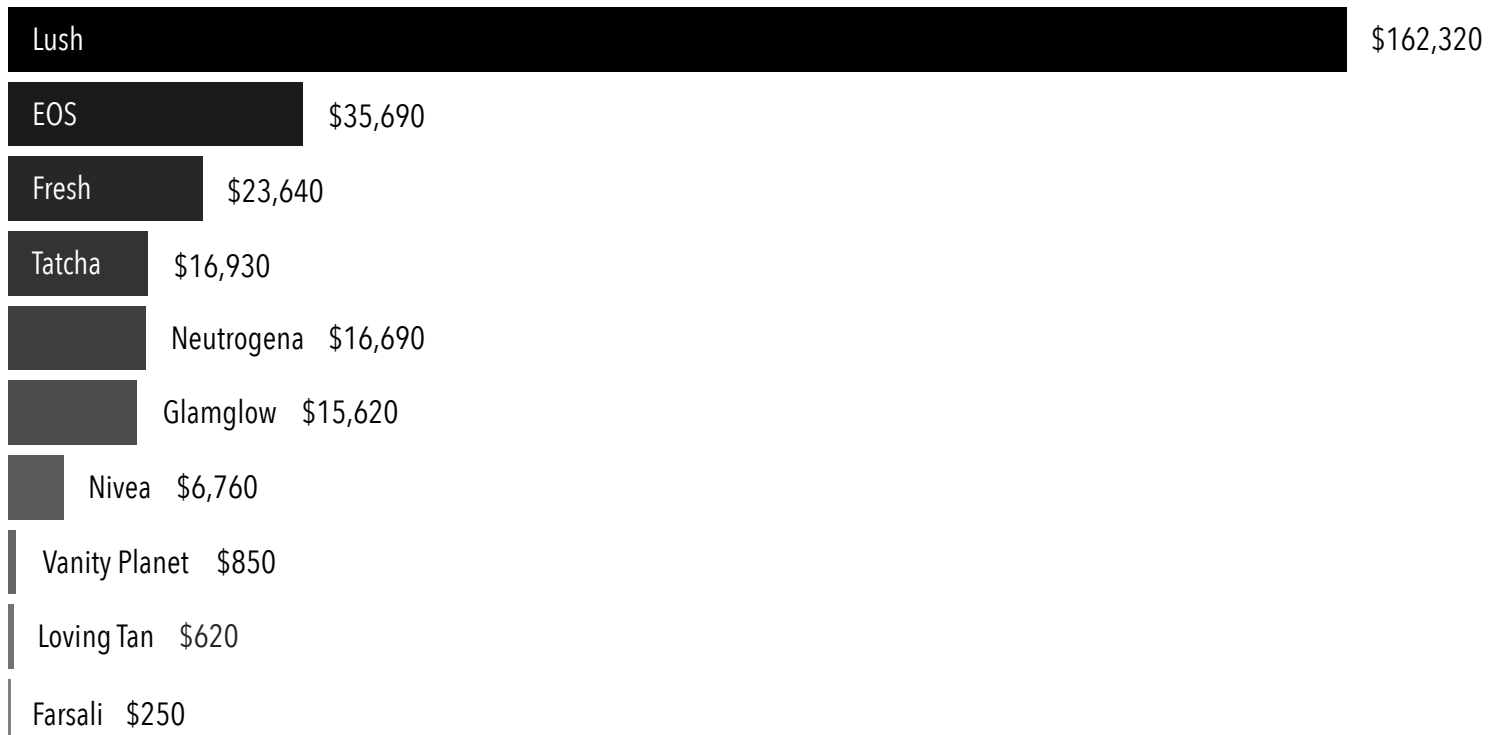 Lush $162,320
EOS $35,690
Fresh $23,640
Tatcha $16,930
Neutrogena $16,690
Glamglow $15,620
Nivea $6,760
Vanity Planet $850
Loving Tan $620
Farsali $250